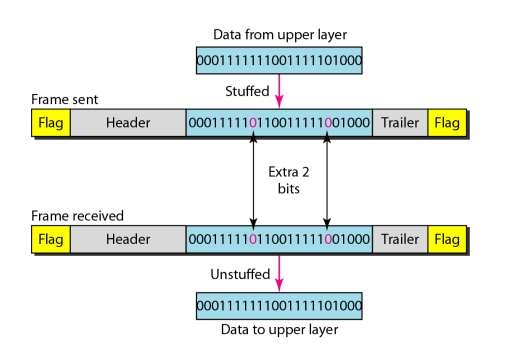 Data from upper layer
0001111111001111101000
Stuffed
Frame sent
Flag Header 000111110110011111001000 Trailer Flag
Extra 2
bits
Frame received
Flag Header 000111110110011111001000 Trailer Flag
Unstuffed
0001111111001111101000
Data to upper layer